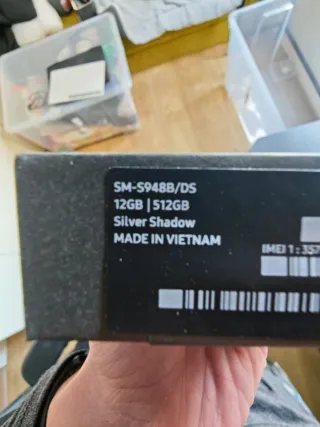 SM-S948B/DS
12GB | 512GB
Silver Shadow
MADE IN VIETNAM
IMEI 1 : 357